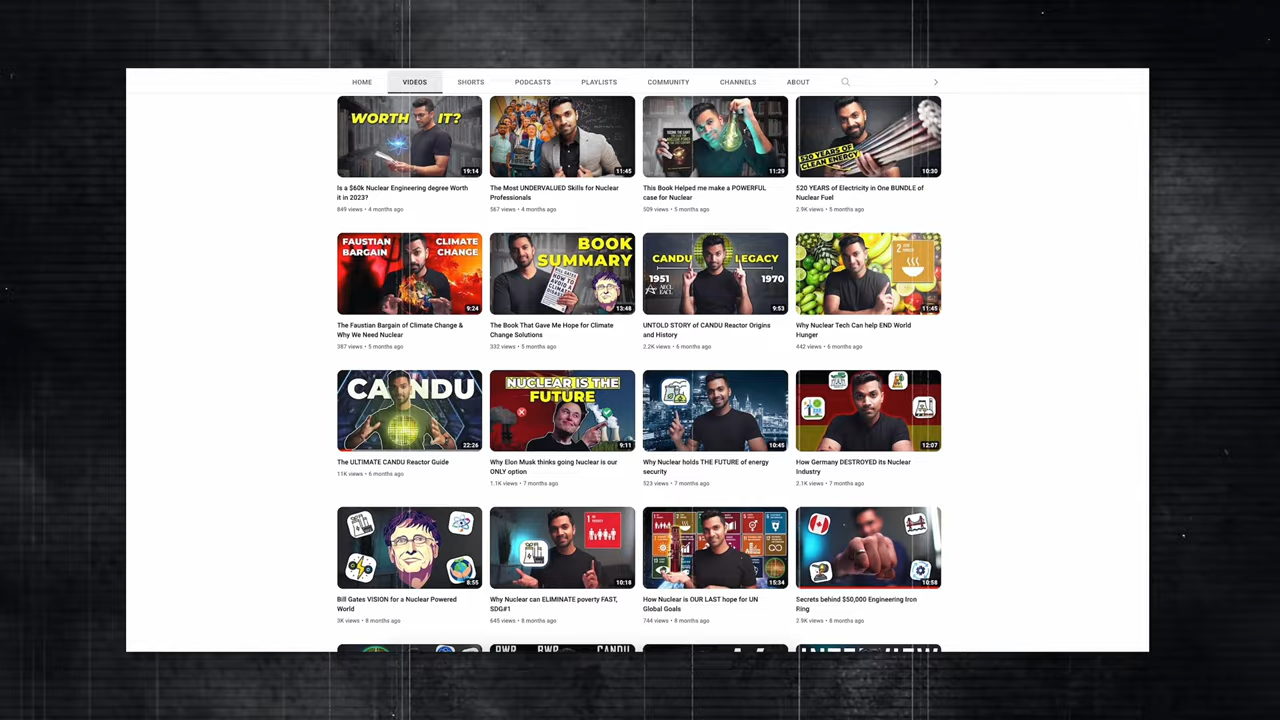 HOME VIDEOS SHORTS PODCASTS PLAYLISTS COMMUNITY CHANNELS ABOUT
WORTH IT?
19:14
11:45
11:29
520 YEARS OF
CLEAN ENERGY
10:30
Is a $60k Nuclear Engineering degree Worth
it in 2023?
849 views • 4 months ago
The Most UNDERVALUED Skills for Nuclear
Professionals
567 views • 4 months ago
This Book Helped me make a POWERFUL
case for Nuclear
509 views • 5 months ago
520 YEARS of Electricity in One BUNDLE of
Nuclear Fuel
2.9K views • 5 months ago
FAUSTIAN
BARGAIN
CLIMATE
CHANGE
9:24
BOOK
SUMMARY
13:48
CANDU LEGACY
1951 1970
AECL
EACL
9:53
2
11:45
The Faustian Bargain of Climate Change &
Why We Need Nuclear
387 views • 5 months ago
The Book That Gave Me Hope for Climate
Change Solutions
332 views • 5 months ago
UNTOLD STORY of CANDU Reactor Origins
and History
2.2K views • 6 months ago
Why Nuclear Tech Can help END World
Hunger
442 views • 6 months ago
CANDU
22:26
NUCLEAR IS THE
FUTURE
9:11
10:45
12:07
The ULTIMATE CANDU Reactor Guide
11K views • 6 months ago
Why Elon Musk thinks going Nuclear is our
ONLY option
1.1K views • 7 months ago
Why Nuclear holds THE FUTURE of energy
security
523 views • 7 months ago
How Germany DESTROYED its Nuclear
Industry
2.1K views • 7 months ago
8:55
1
10:18
15:34
10:58
Bill Gates VISION for a Nuclear Powered
World
3K views • 8 months ago
Why Nuclear can ELIMINATE poverty FAST,
SDG#1
645 views • 8 months ago
How Nuclear is OUR LAST hope for UN
Global Goals
744 views • 8 months ago
Secrets behind $50,000 Engineering Iron
Ring
2.9K views • 8 months ago
BWR CANDU
INTERVIEW